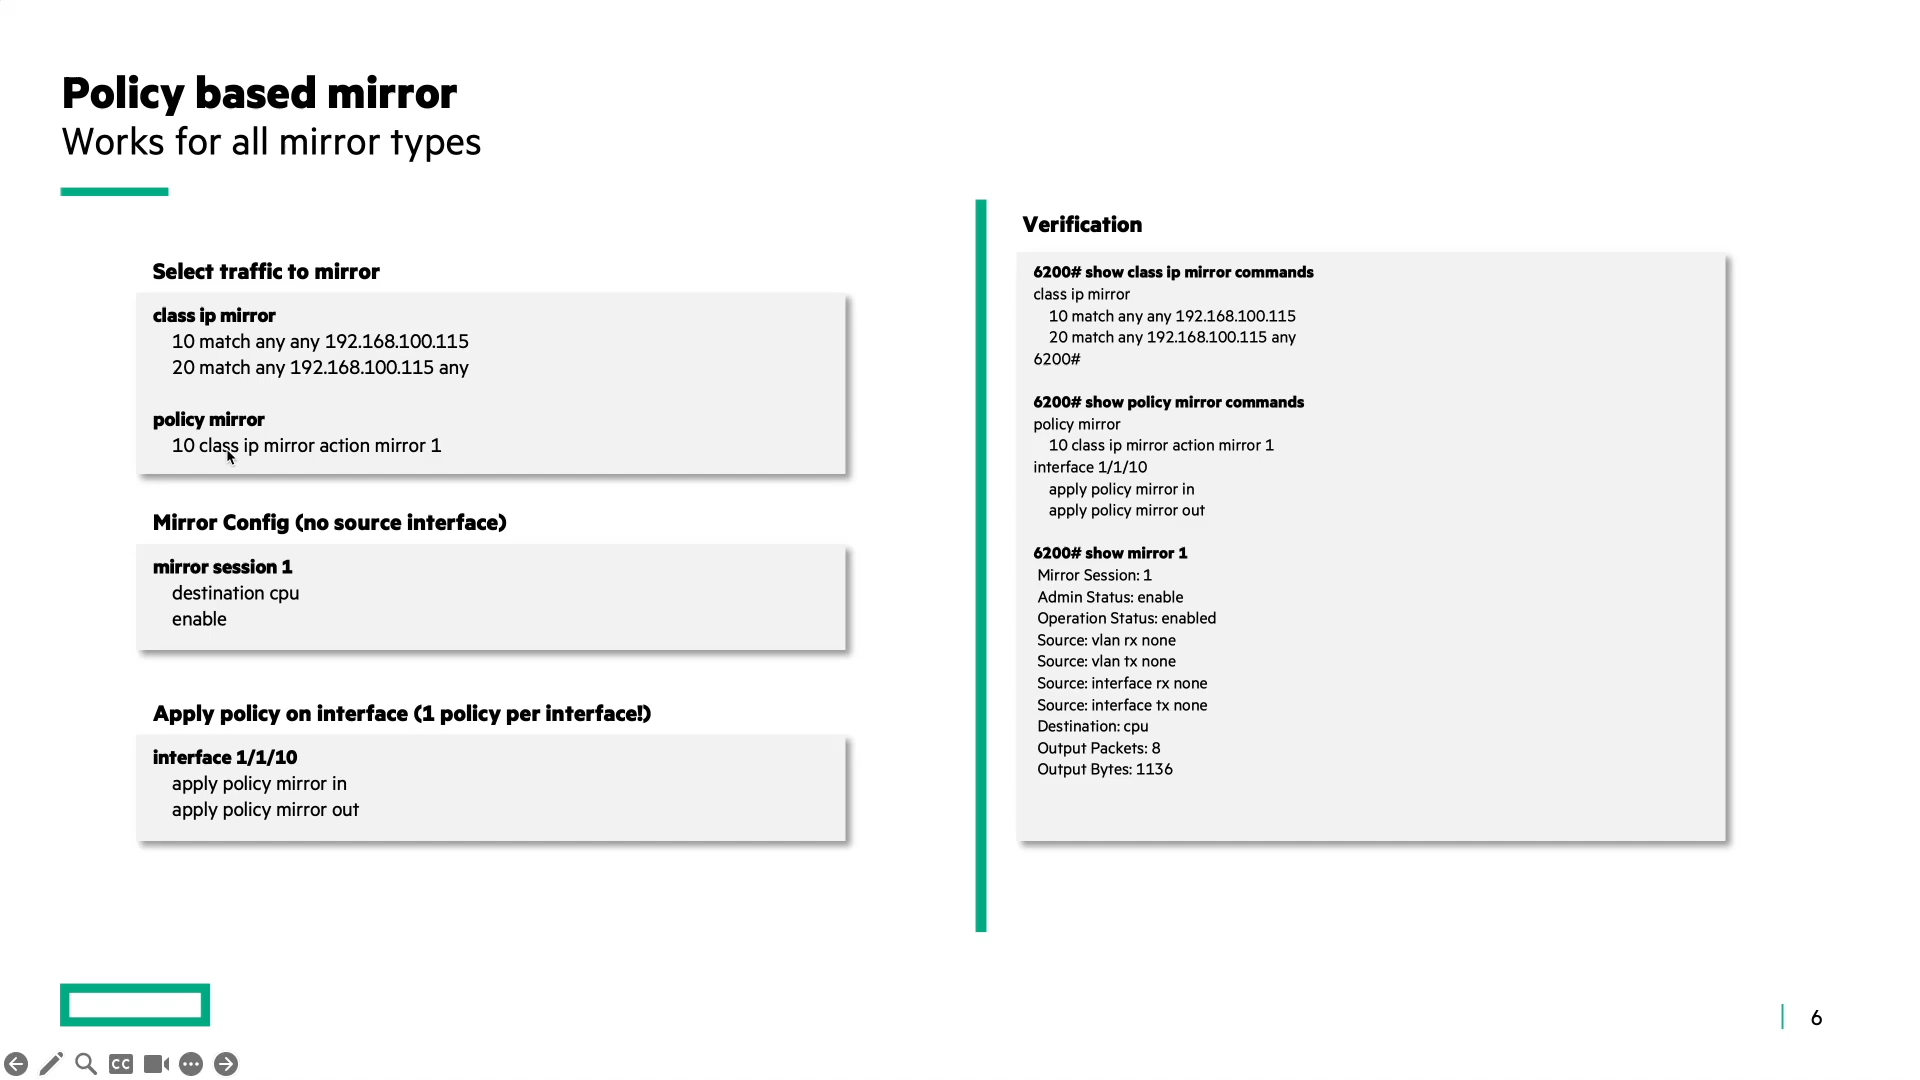 Policy based mirror
Works for all mirror types
Select traffic to mirror
class ip mirror
10 match any any 192.168.100.115
20 match any 192.168.100.115 any
policy mirror
10 class ip mirror action mirror 1
Mirror Config (no source interface)
mirror session 1
destination cpu
enable
Apply policy on interface (1 policy per interface!)
interface 1/1/10
apply policy mirror in
apply policy mirror out
Verification
6200# show class ip mirror commands
class ip mirror
10 match any any 192.168.100.115
20 match any 192.168.100.115 any
6200#
6200# show policy mirror commands
policy mirror
10 class ip mirror action mirror 1
interface 1/1/10
apply policy mirror in
apply policy mirror out
6200# show mirror 1
Mirror Session: 1
Admin Status: enable
Operation Status: enabled
Source: vlan rx none
Source: vlan tx none
Source: interface rx none
Source: interface tx none
Destination: cpu
Output Packets: 8
Output Bytes: 1136
6
CC